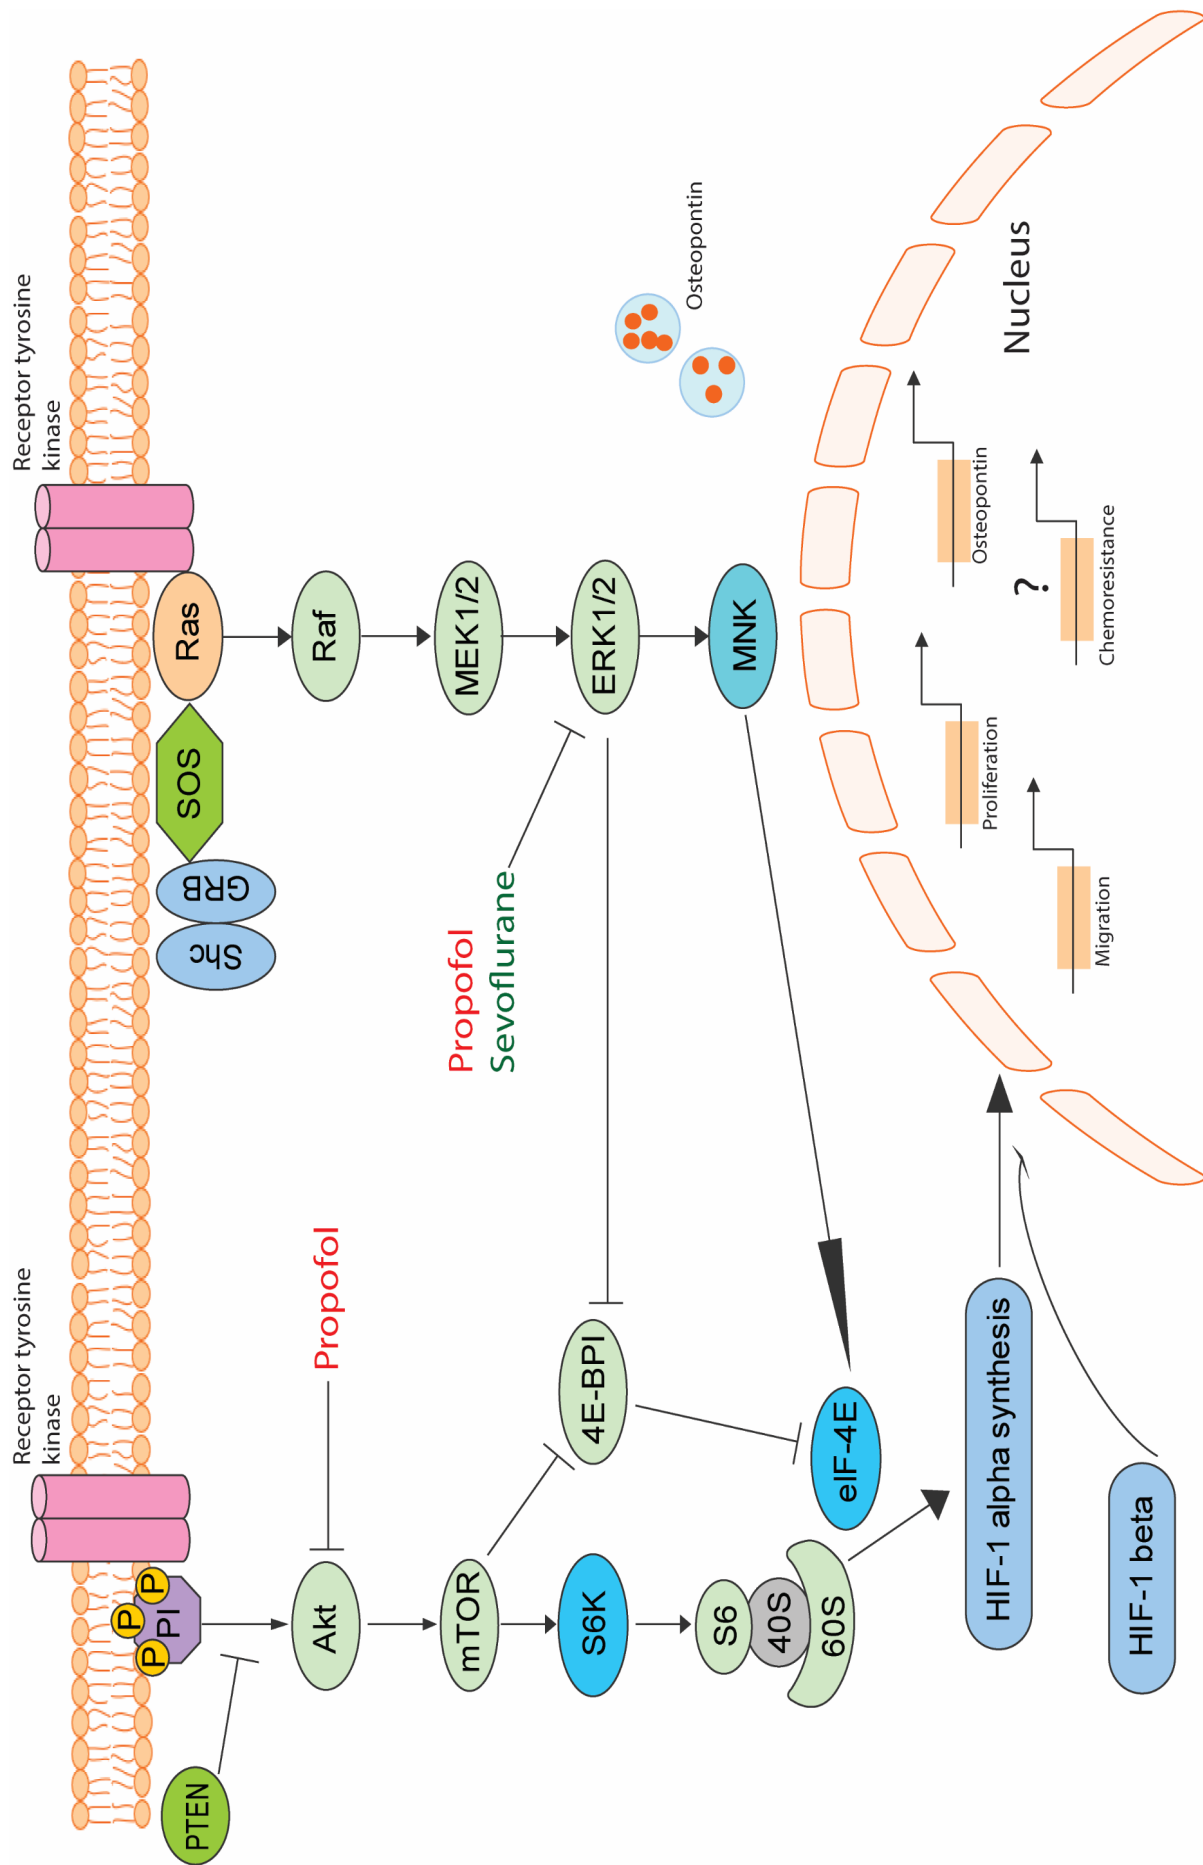 Receptor tyrosine
kinase
Receptor tyrosine
kinase
PTEN
P
P
P
PI
Shc
GRB
SOS
Ras
Akt
Propofol
Raf
mTOR
Propofol
Sevoflurane
MEK1/2
S6K
4E-BPI
ERK1/2
Osteopontin
S6
40S
60S
eIF-4E
MNK
HIF-1 alpha synthesis
HIF-1 beta
Nucleus
Proliferation
Osteopontin
Migration
?
Chemoresistance